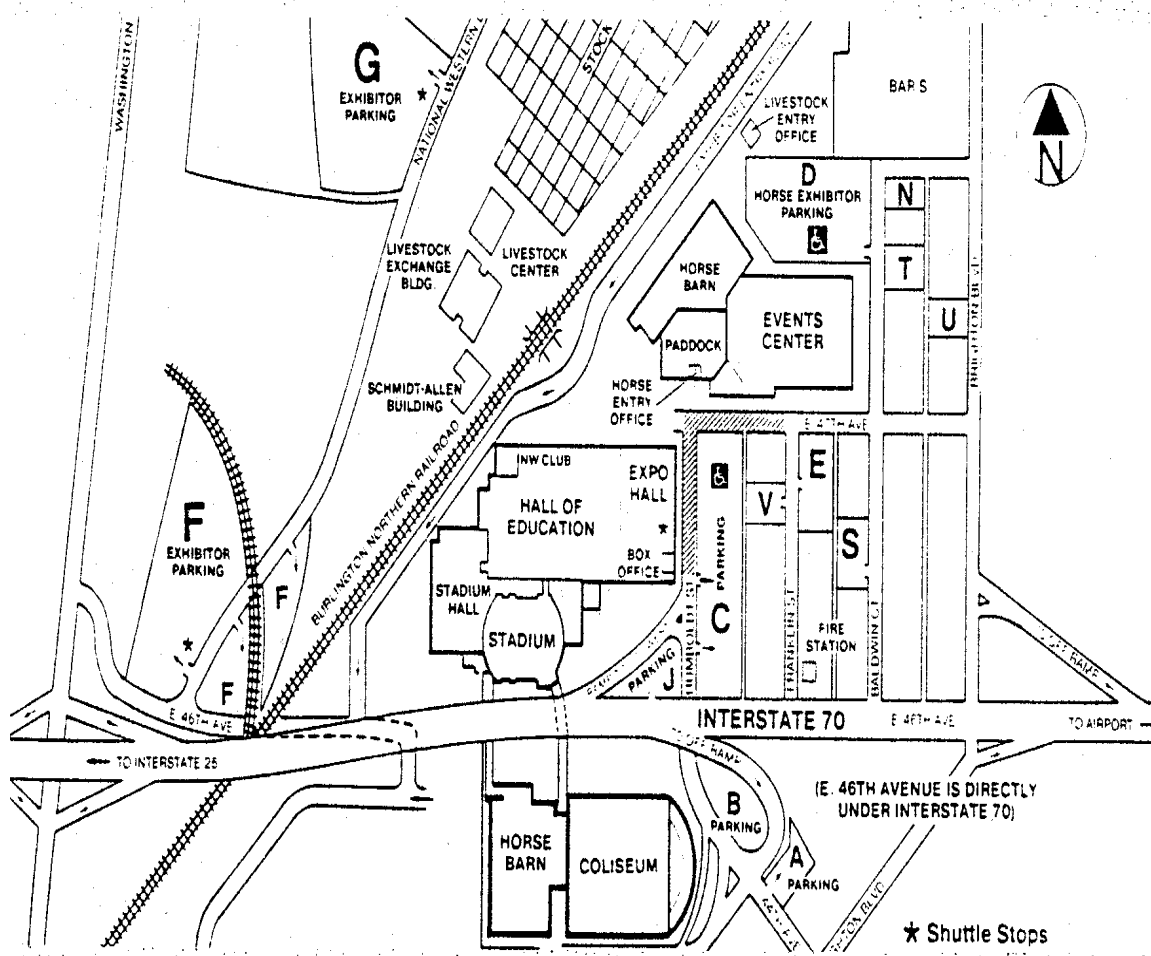 WASHINGTON
G
EXHIBITOR
PARKING
NATIONAL WESTERN
STOCK
BAR S
LIVESTOCK
ENTRY
OFFICE
N
D
HORSE EXHIBITOR
PARKING
N
T
U
BRIGHTON BLVD.
LIVESTOCK
EXCHANGE
BLDG.
LIVESTOCK
CENTER
HORSE
BARN
PADDOCK
EVENTS
CENTER
SCHMIDT-ALLEN
BUILDING
HORSE
ENTRY
OFFICE
E. 47TH AVE
BURLINGTON NORTHERN RAILROAD
INW CLUB
HALL OF
EDUCATION
EXPO
HALL
BOX
OFFICE
PARKING
C
V
E
S
F
EXHIBITOR
PARKING
F
F
STADIUM
HALL
STADIUM
PARKING
J
HUMBOLDT ST
FRANKLIN ST
FIRE
STATION
BALDWIN CT
OFF RAMP
E. 46TH AVE
INTERSTATE 70
E. 46TH AVE
TO AIRPORT
TO INTERSTATE 25
TO OFF RAMP
(E. 46TH AVENUE IS DIRECTLY
UNDER INTERSTATE 70)
B
PARKING
A
PARKING
HORSE
BARN
COLISEUM
★ Shuttle Stops